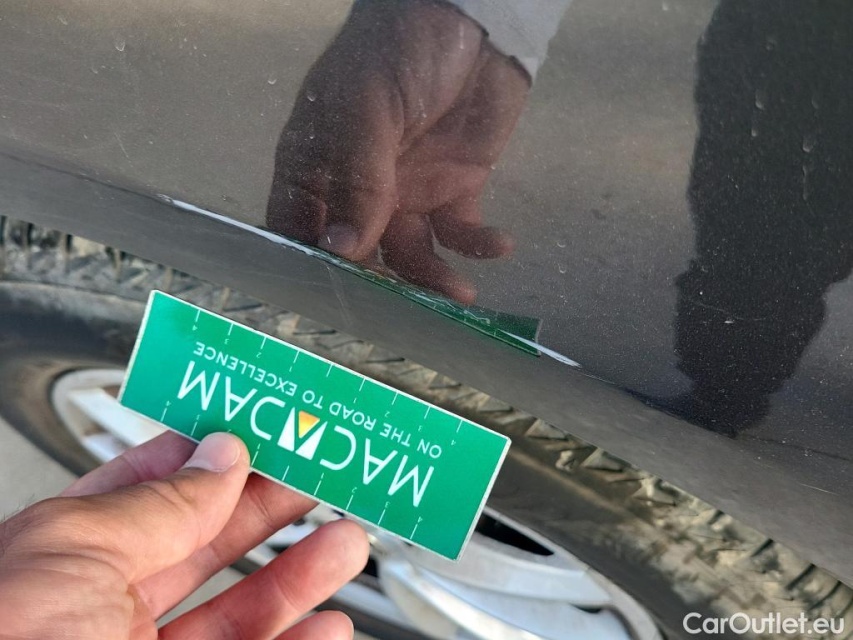 MACADAM
ON THE ROAD TO EXCELLENCE
CarOutlet.eu